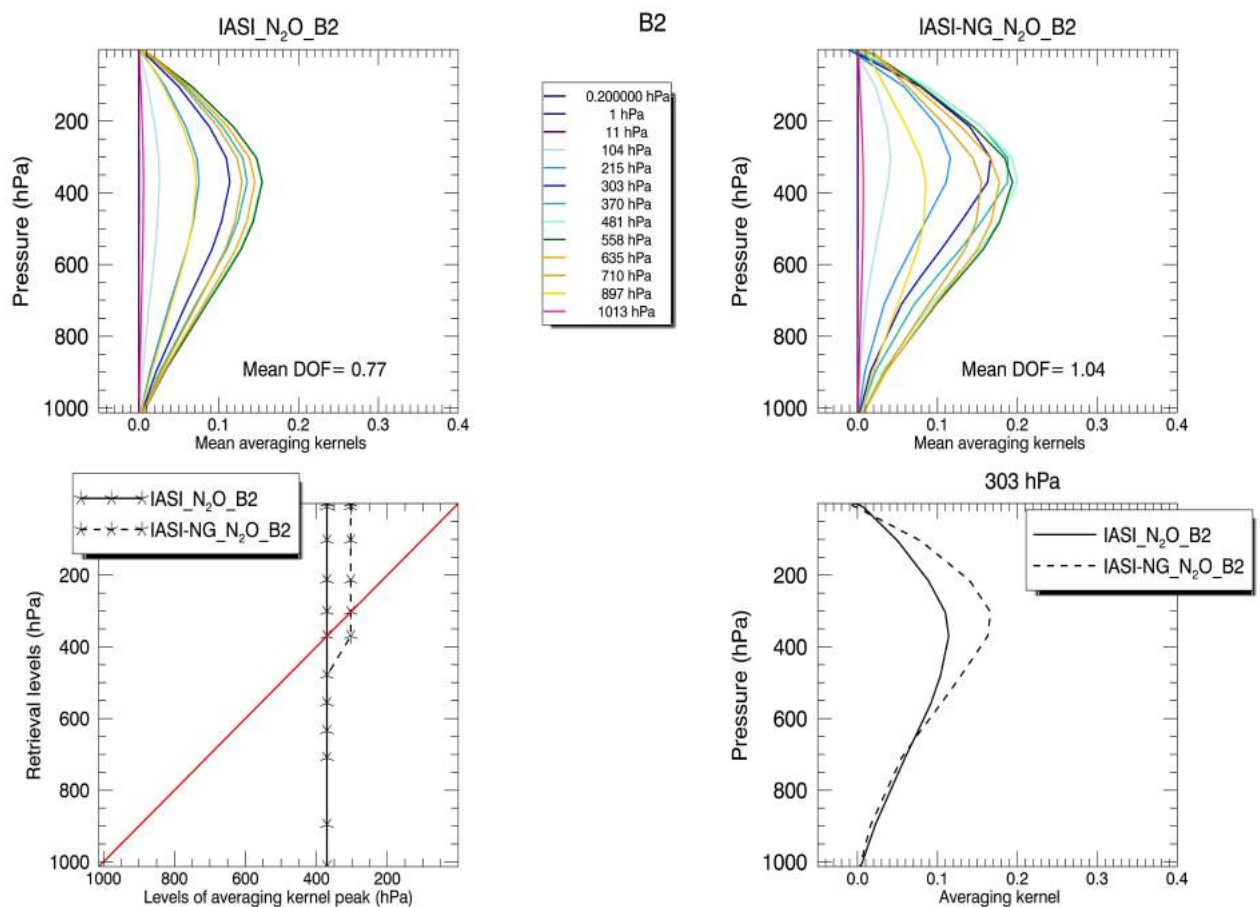 IASI_N₂O_B2
B2
IASI-NG_N₂O_B2
Pressure (hPa)
200
400
600
800
1000
0.0 0.1 0.2 0.3 0.4
Mean averaging kernels
Mean DOF= 0.77
0.200000 hPa
1 hPa
11 hPa
104 hPa
215 hPa
303 hPa
370 hPa
481 hPa
558 hPa
635 hPa
710 hPa
897 hPa
1013 hPa
Pressure (hPa)
200
400
600
800
1000
0.0 0.1 0.2 0.3 0.4
Mean averaging kernels
Mean DOF= 1.04
IASI_N₂O_B2
IASI-NG_N₂O_B2
Retrieval levels (hPa)
200
400
600
800
1000
1000 800 600 400 200
Levels of averaging kernel peak (hPa)
303 hPa
IASI_N₂O_B2
IASI-NG_N₂O_B2
Pressure (hPa)
200
400
600
800
1000
0.0 0.1 0.2 0.3 0.4
Averaging kernel